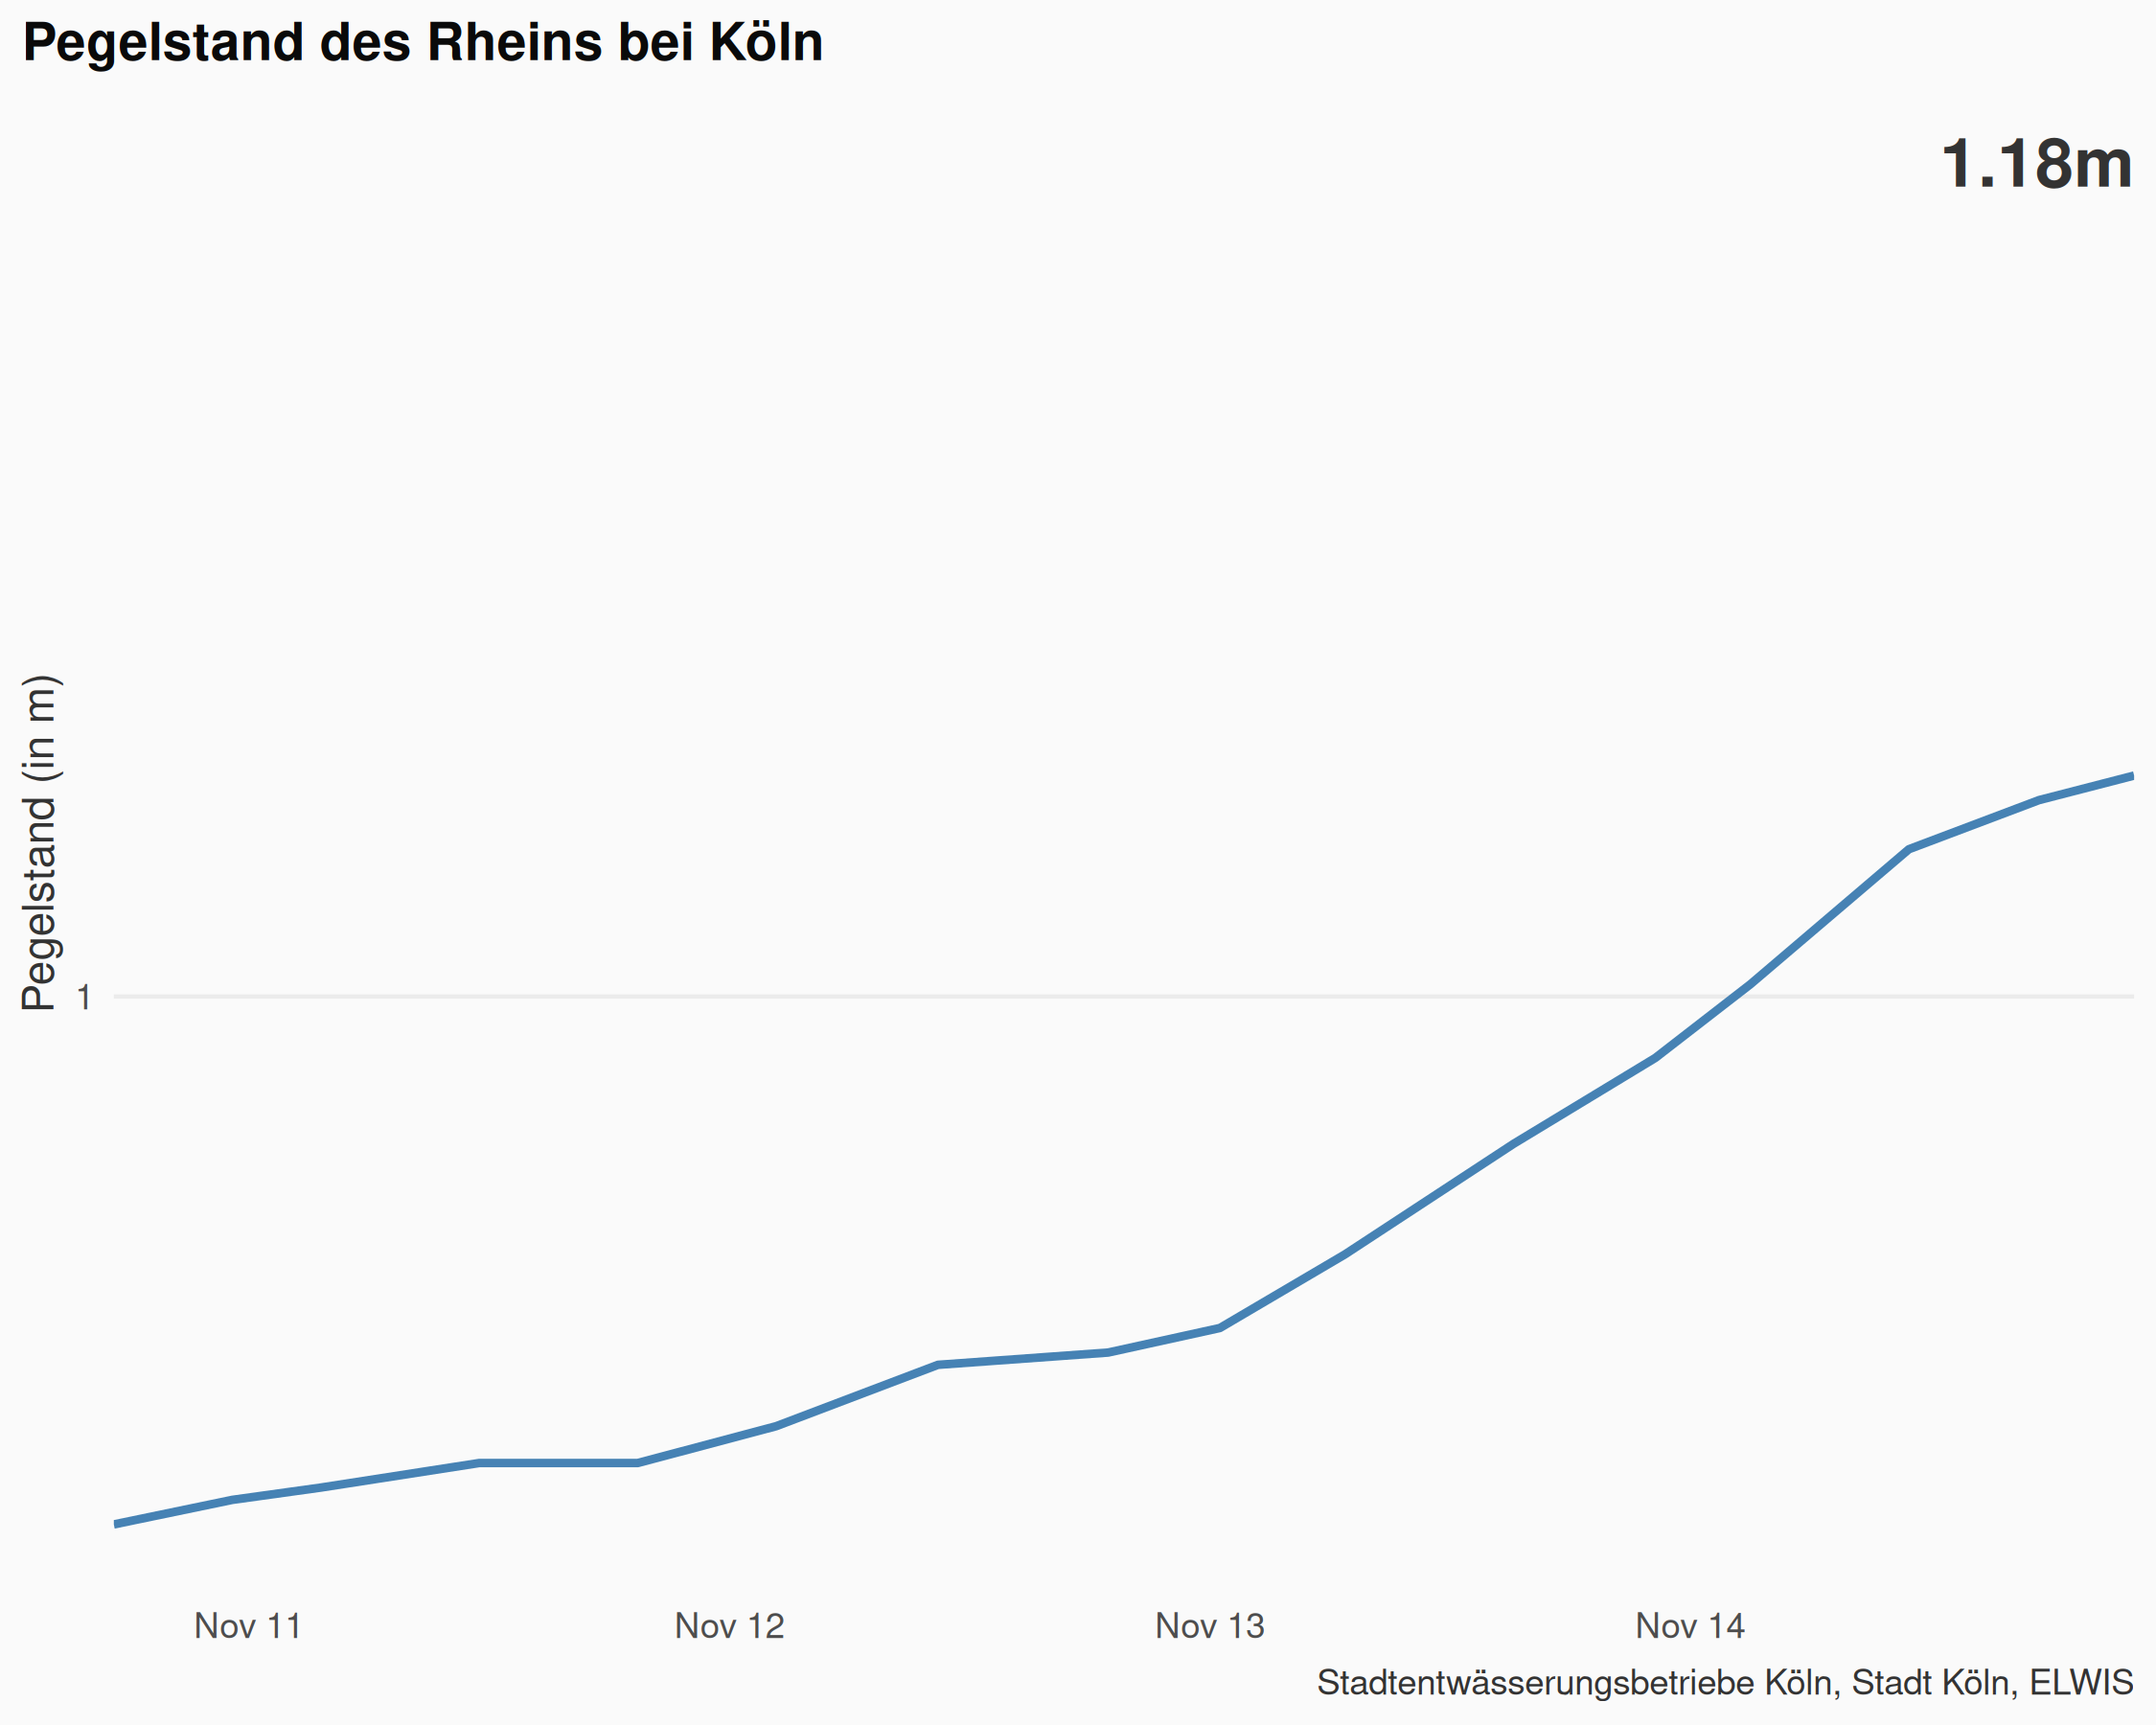 Pegelstand des Rheins bei Köln
1.18m
Pegelstand (in m)
1
Nov 11
Nov 12
Nov 13
Nov 14
Stadtentwässerungsbetriebe Köln, Stadt Köln, ELWIS